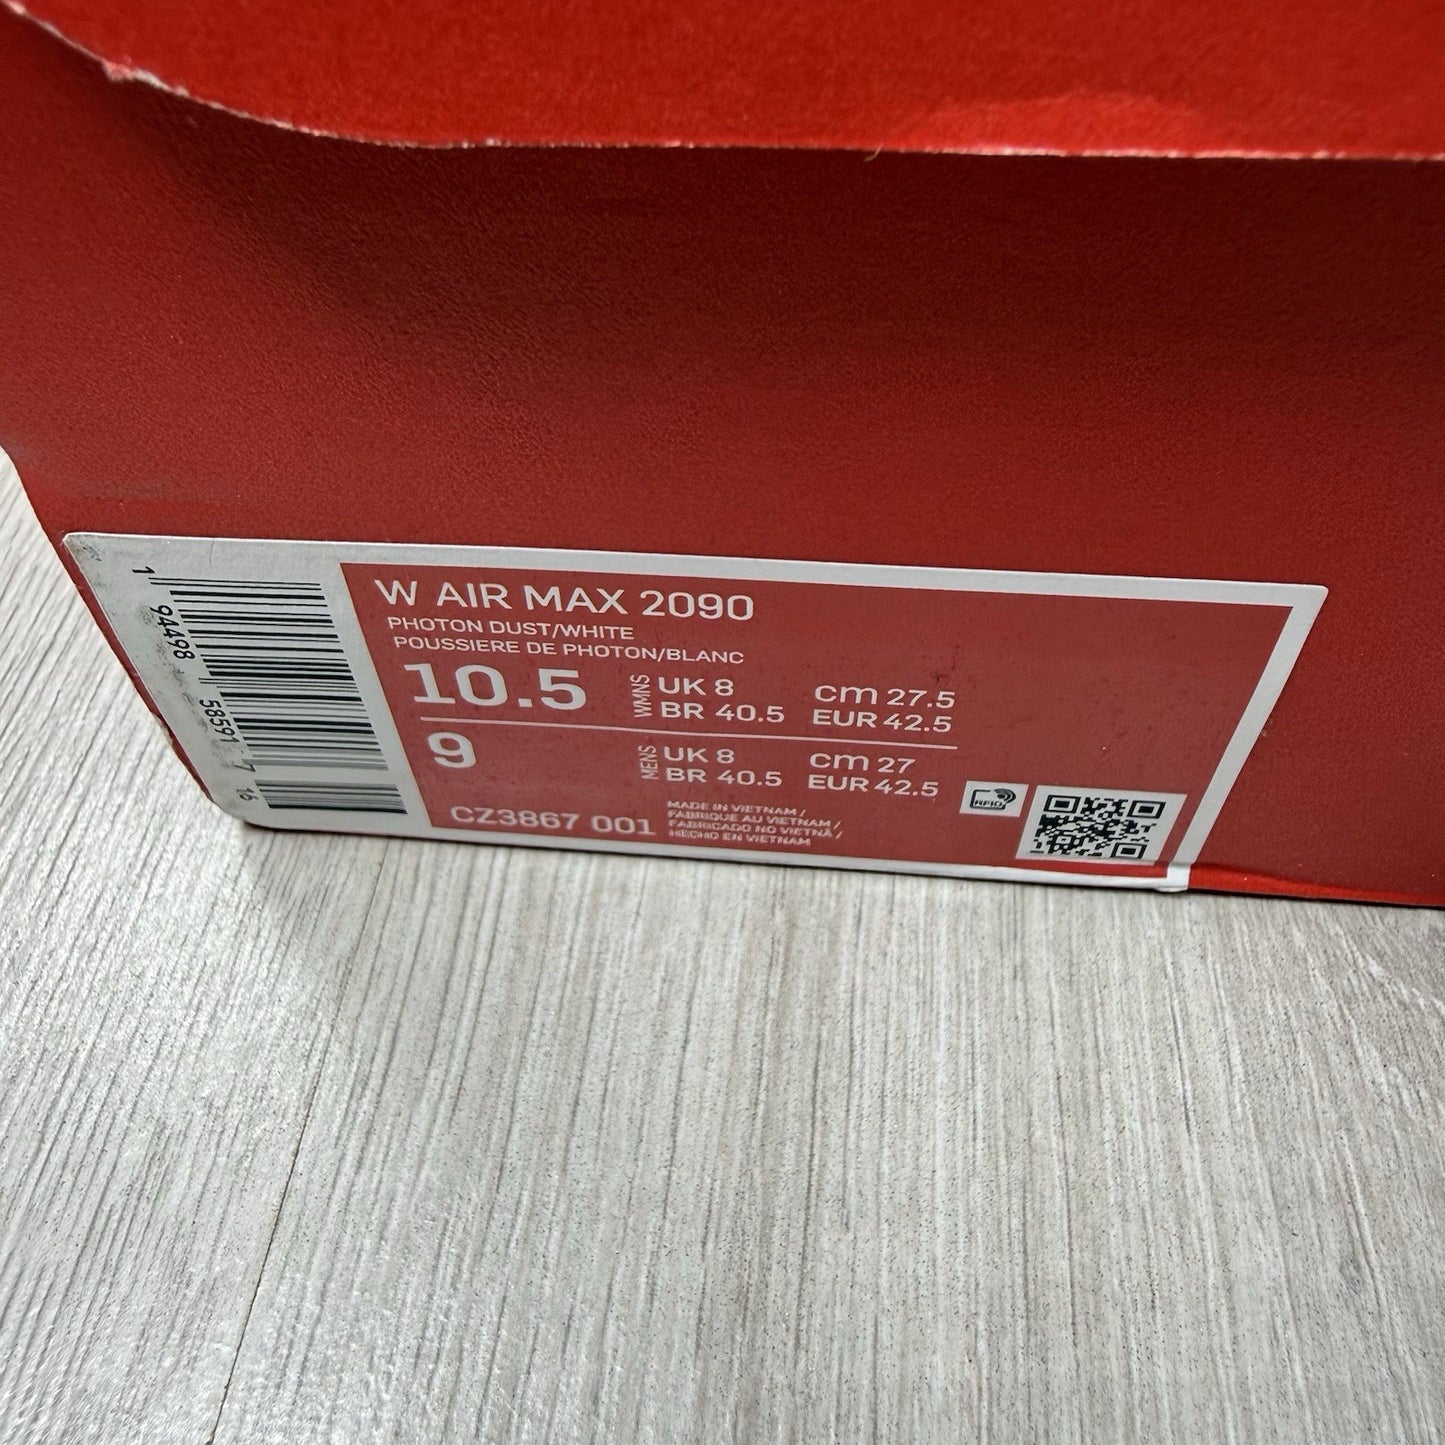 W AIR MAX 2090
PHOTON DUST/WHITE
POUSSIERE DE PHOTON/BLANC
10.5 WMNS UK 8 cm 27.5
BR 40.5 EUR 42.5
9 MENS UK 8 cm 27
BR 40.5 EUR 42.5
CZ3867 001
MADE IN VIETNAM /
FABRIQUE AU VIETNAM /
FABRICADO NO VIETNÃ /
HECHO EN VIETNAM
RFID
1 94498 58591 7 16